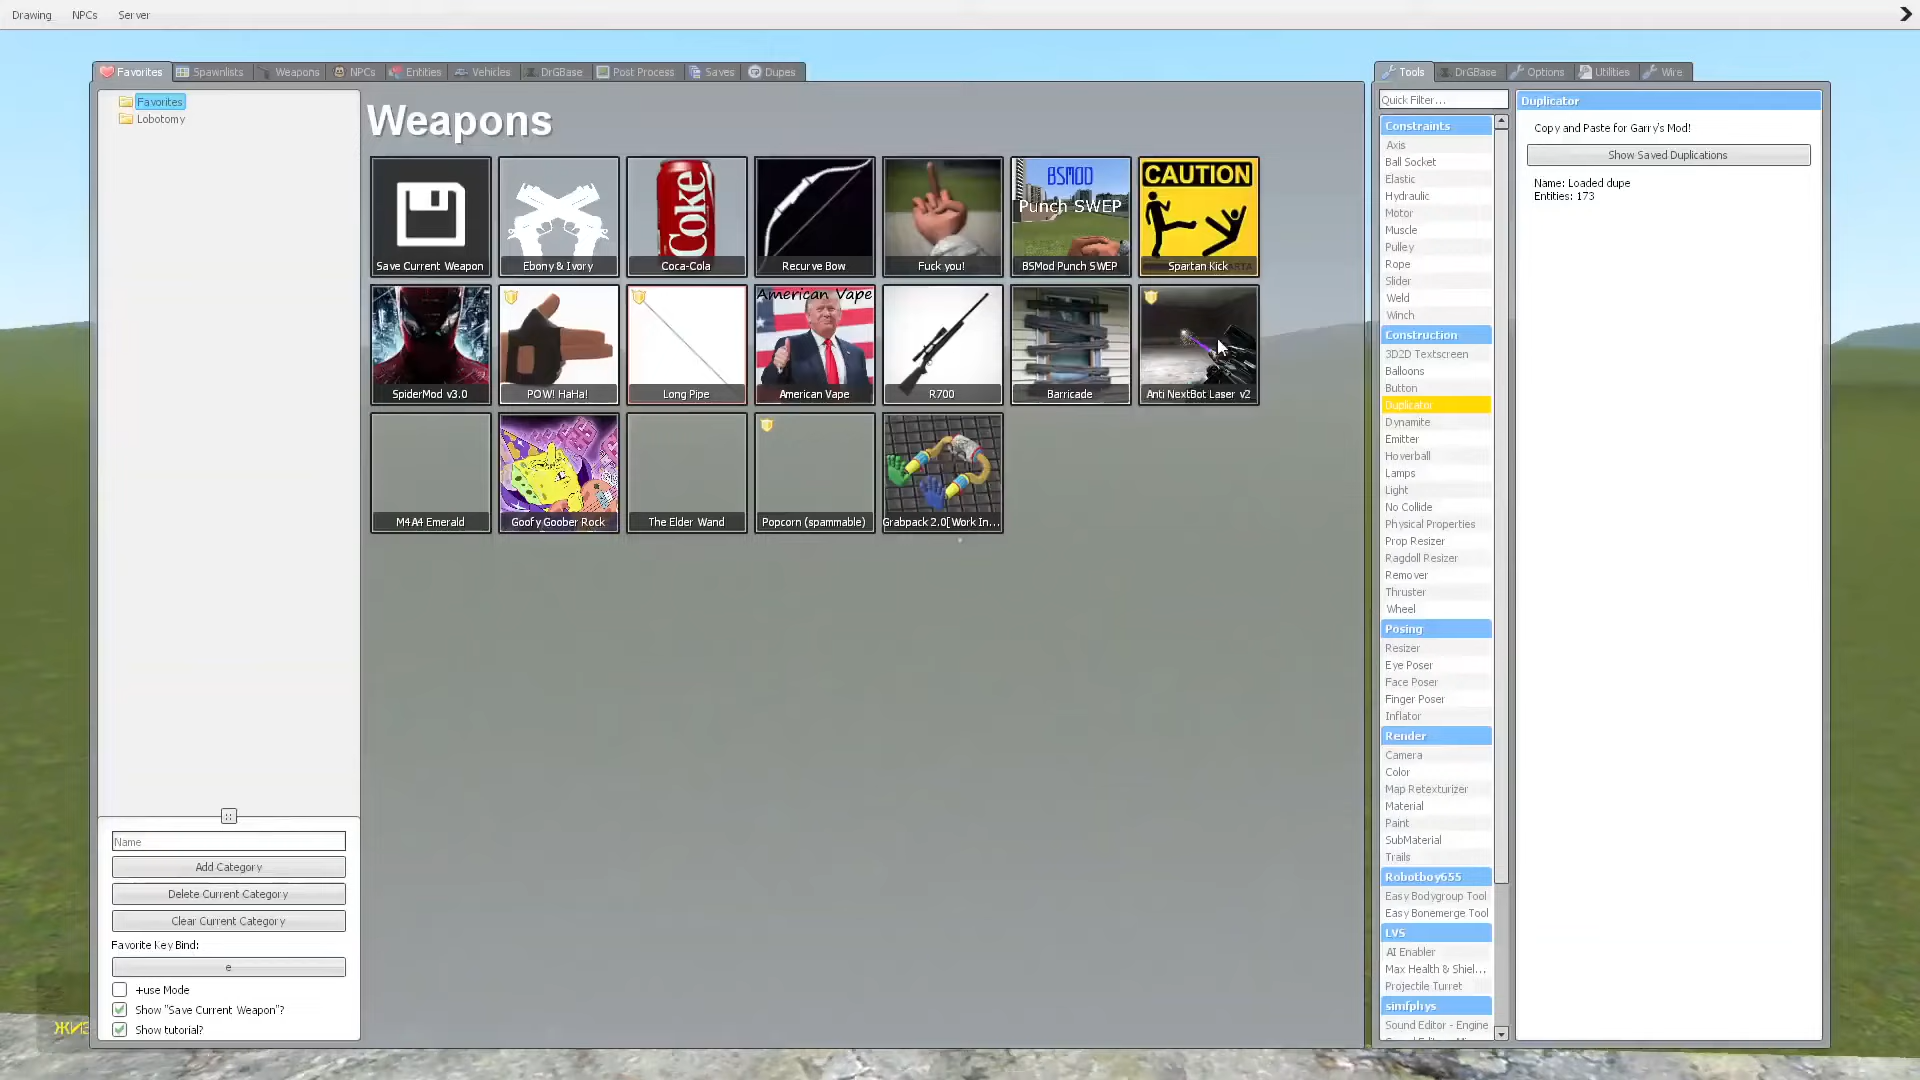 Drawing NPCs Server
Favorites Spawnlists Weapons NPCs Entities Vehicles DrGBase Post Process Saves Dupes
Tools DrGBase Options Utilities Wire
Favorites
Lobotomy
Weapons
Save Current Weapon
Ebony & Ivory
Coke
Coca-Cola
Recurve Bow
Fuck you!
BSMOD
Punch SWEP
BSMod Punch SWEP
CAUTION
Spartan Kick
SpiderMod v3.0
POW! HaHa!
Long Pipe
American Vape
American Vape
R700
Barricade
Anti NextBot Laser v2
M4A4 Emerald
Goofy Goober Rock
The Elder Wand
Popcorn (spammable)
Grabpack 2.0[Work In...
Name
Add Category
Delete Current Category
Clear Current Category
Favorite Key Bind:
e
+use Mode
Show "Save Current Weapon"?
Show tutorial?
Quick Filter...
Constraints
Axis
Ball Socket
Elastic
Hydraulic
Motor
Muscle
Pulley
Rope
Slider
Weld
Winch
Construction
3D2D Textscreen
Balloons
Button
Duplicator
Dynamite
Emitter
Hoverball
Lamps
Light
No Collide
Physical Properties
Prop Resizer
Ragdoll Resizer
Remover
Thruster
Wheel
Posing
Resizer
Eye Poser
Face Poser
Finger Poser
Inflator
Render
Camera
Color
Map Retexturizer
Material
Paint
SubMaterial
Trails
Robotboy655
Easy Bodygroup Tool
Easy Bonemerge Tool
LVS
AI Enabler
Max Health & Shiel...
Projectile Turret
simfphys
Sound Editor - Engine
Duplicator
Copy and Paste for Garry's Mod!
Show Saved Duplications
Name: Loaded dupe
Entities: 173